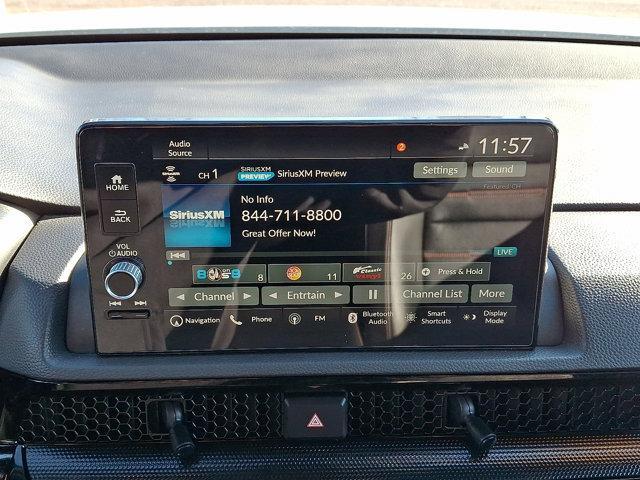 Audio
Source
2
11:57
HOME
SIRIUSXM
CH 1
SIRIUSXM
PREVIEW
SiriusXM Preview
Settings
Sound
Featured CH
BACK
SiriusXM
No Info
844-711-8800
Great Offer Now!
VOL
AUDIO
LIVE
8
11
26
Press & Hold
Channel
Entrtain
Channel List
More
Navigation
Phone
FM
Bluetooth
Audio
Smart
Shortcuts
Display
Mode